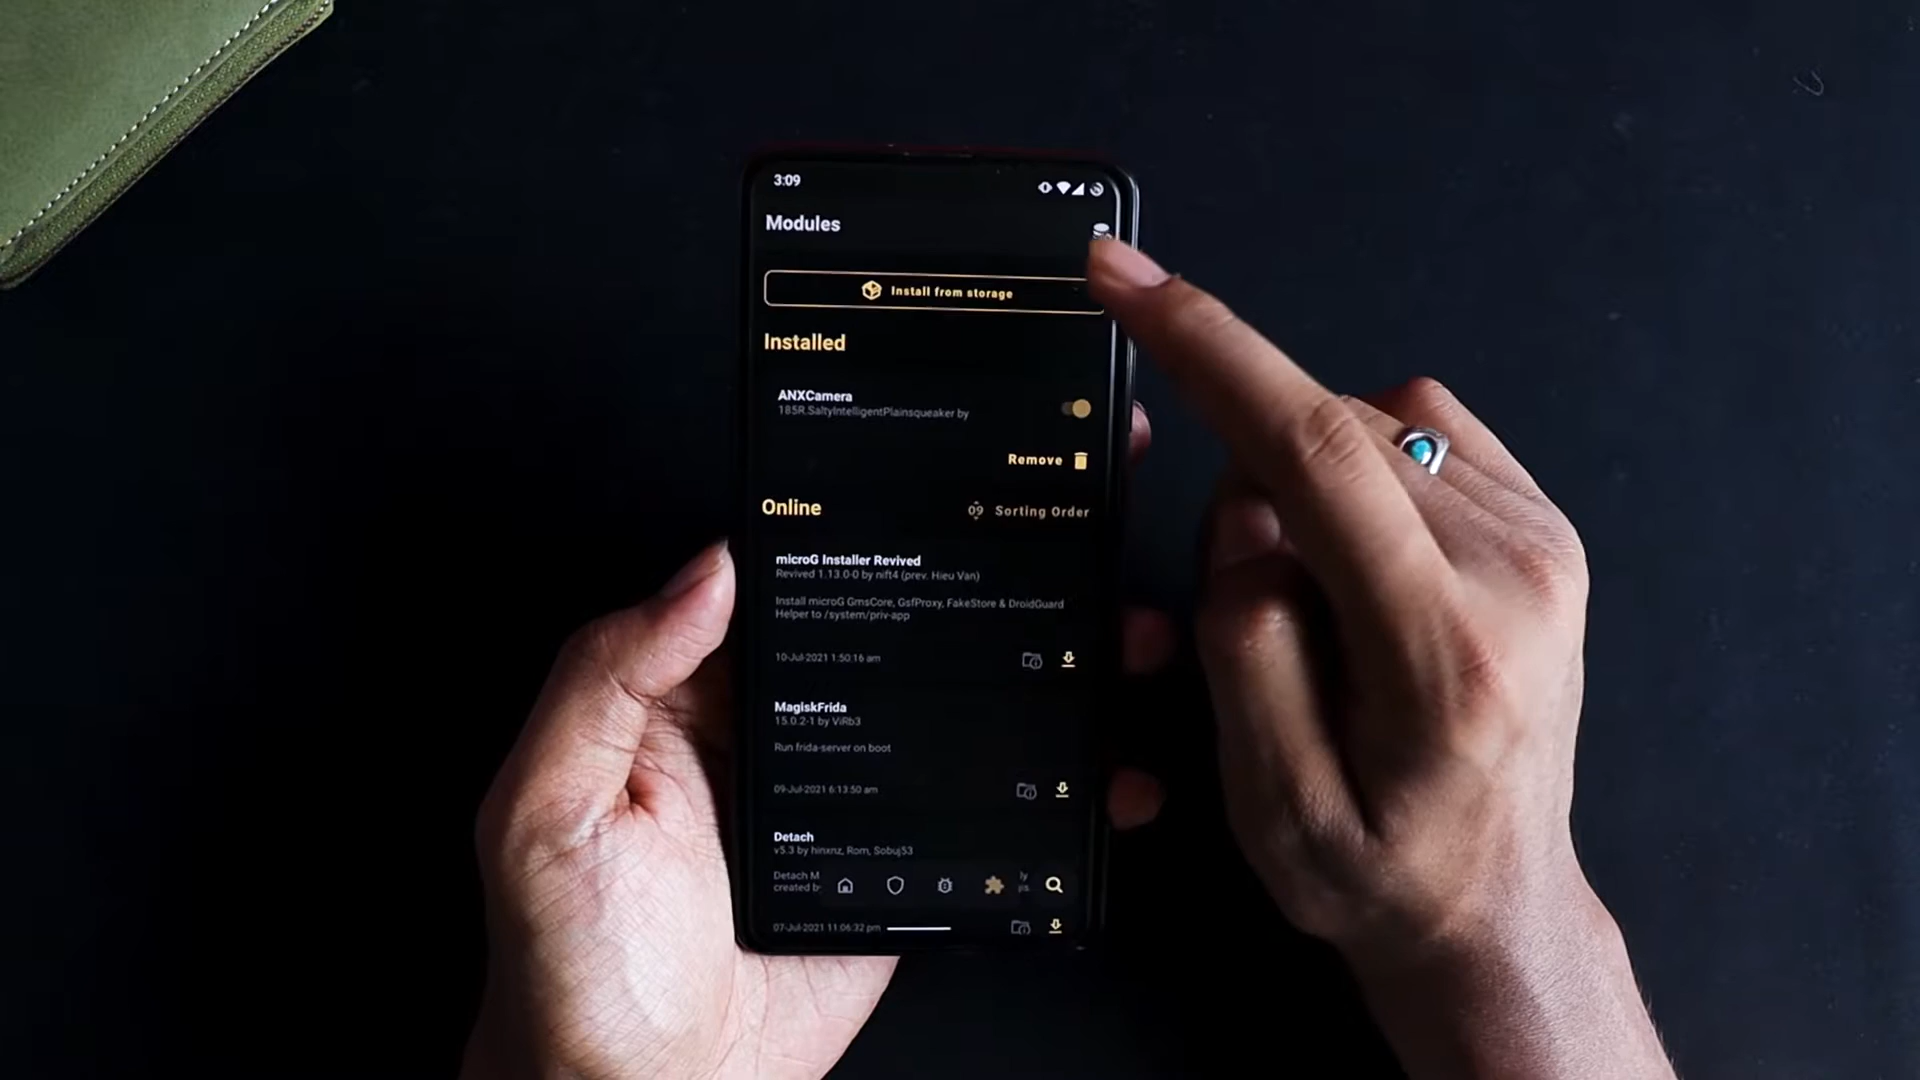 3:09
Modules
Install from storage
Installed
ANXCamera
185R.SaltyIntelligentPlainsqueaker by
Remove
Online
Sorting Order
microG Installer Revived
Revived 1.13.0-0 by nift4 (prev. Hieu Van)
Install microG GmsCore, GsfProxy, FakeStore & DroidGuard
Helper to /system/priv-app
10-Jul-2021 1:50:16 am
MagiskFrida
15.0.2-1 by ViRb3
Run frida-server on boot
09-Jul-2021 6:13:50 am
Detach
v5.3 by hinxnz, Rom, Sobuj53
Detach M
created by
07-Jul-2021 11:06:32 pm